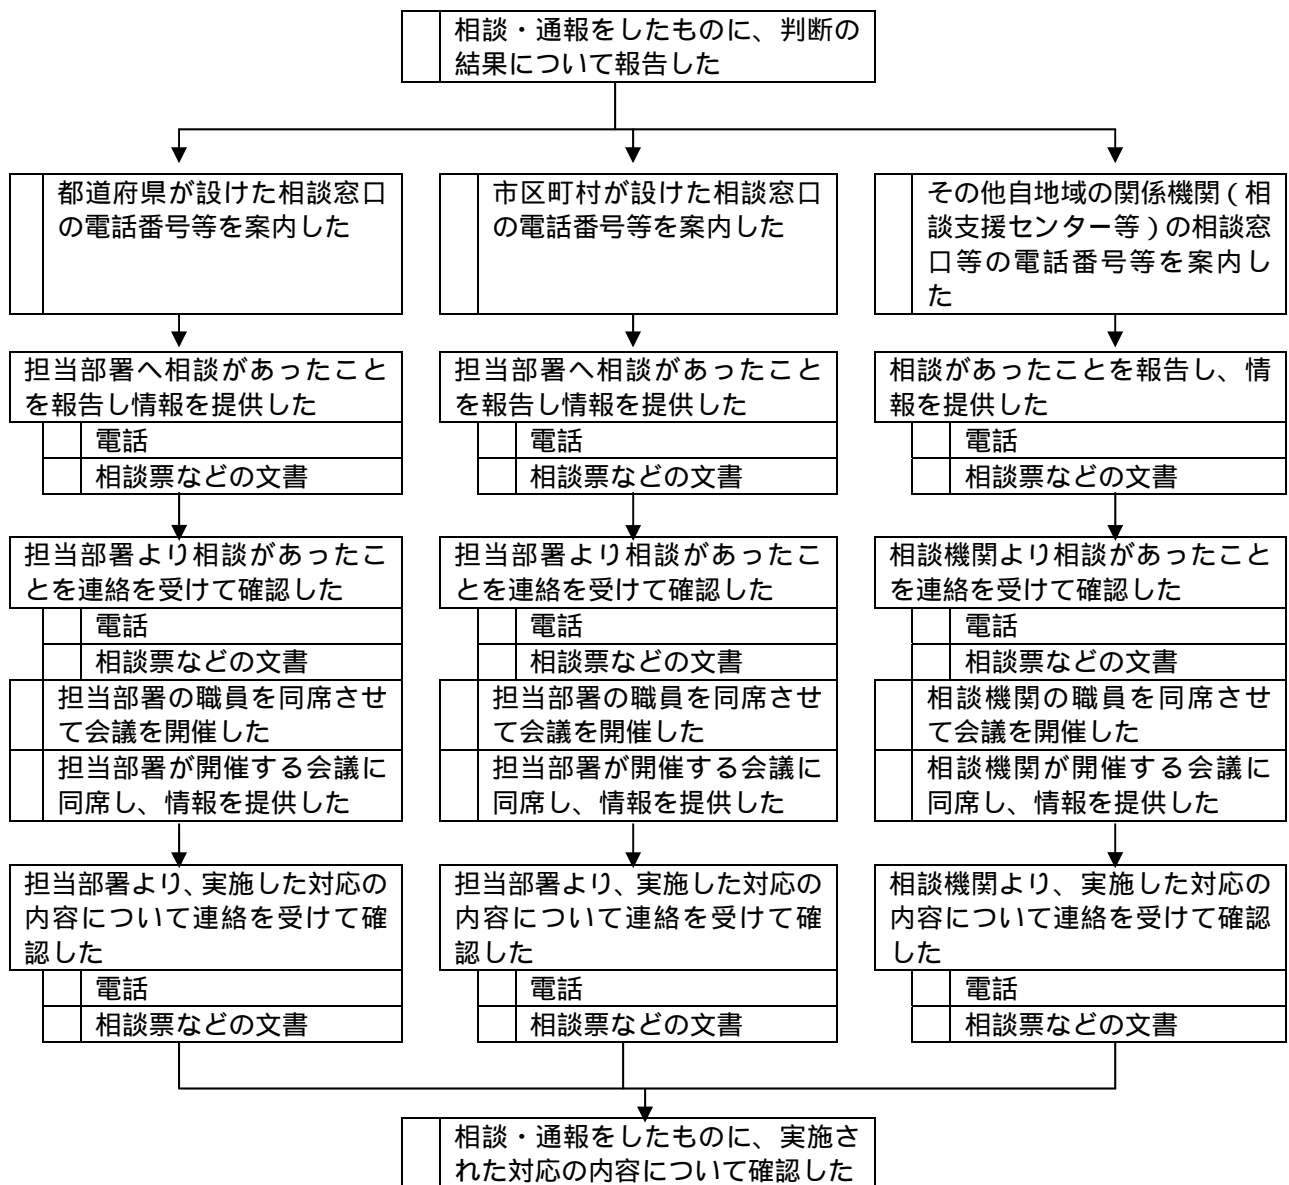 相談・通報をしたものに、判断の
結果について報告した
都道府県が設けた相談窓口
の電話番号等を案内した
市区町村が設けた相談窓口
の電話番号等を案内した
その他自地域の関係機関(相
談支援センター等)の相談窓
口等の電話番号等を案内し
た
担当部署へ相談があったこと
を報告し情報を提供した
電話
相談票などの文書
担当部署へ相談があったこと
を報告し情報を提供した
電話
相談票などの文書
相談があったことを報告し、情
報を提供した
電話
相談票などの文書
担当部署より相談があったこ
とを連絡を受けて確認した
電話
相談票などの文書
担当部署の職員を同席させ
て会議を開催した
担当部署が開催する会議に
同席し、情報を提供した
担当部署より相談があったこ
とを連絡を受けて確認した
電話
相談票などの文書
担当部署の職員を同席させ
て会議を開催した
担当部署が開催する会議に
同席し、情報を提供した
相談機関より相談があったこと
を連絡を受けて確認した
電話
相談票などの文書
相談機関の職員を同席させ
て会議を開催した
相談機関が開催する会議に
同席し、情報を提供した
担当部署より、実施した対応の
内容について連絡を受けて確
認した
電話
相談票などの文書
担当部署より、実施した対応の
内容について連絡を受けて確
認した
電話
相談票などの文書
相談機関より、実施した対応の
内容について連絡を受けて確認
した
電話
相談票などの文書
相談・通報をしたものに、実施さ
れた対応の内容について確認した